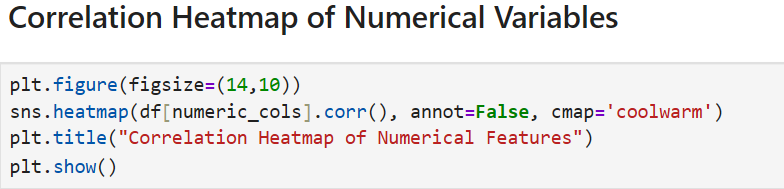 Correlation Heatmap of Numerical Variables
plt.figure(figsize=(14,10))
sns.heatmap(df[numeric_cols].corr(), annot=False, cmap='coolwarm')
plt.title("Correlation Heatmap of Numerical Features")
plt.show()